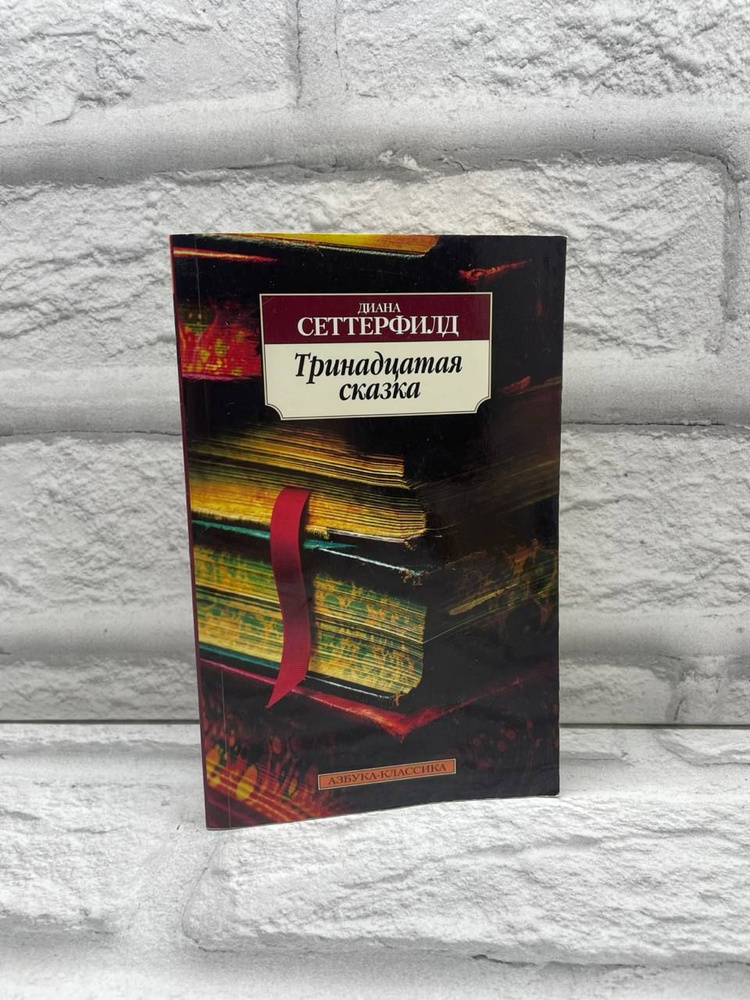 ДИАНА
СЕТТЕРФИЛД
Тринадцатая
сказка
АЗБУКА-КЛАССИКА